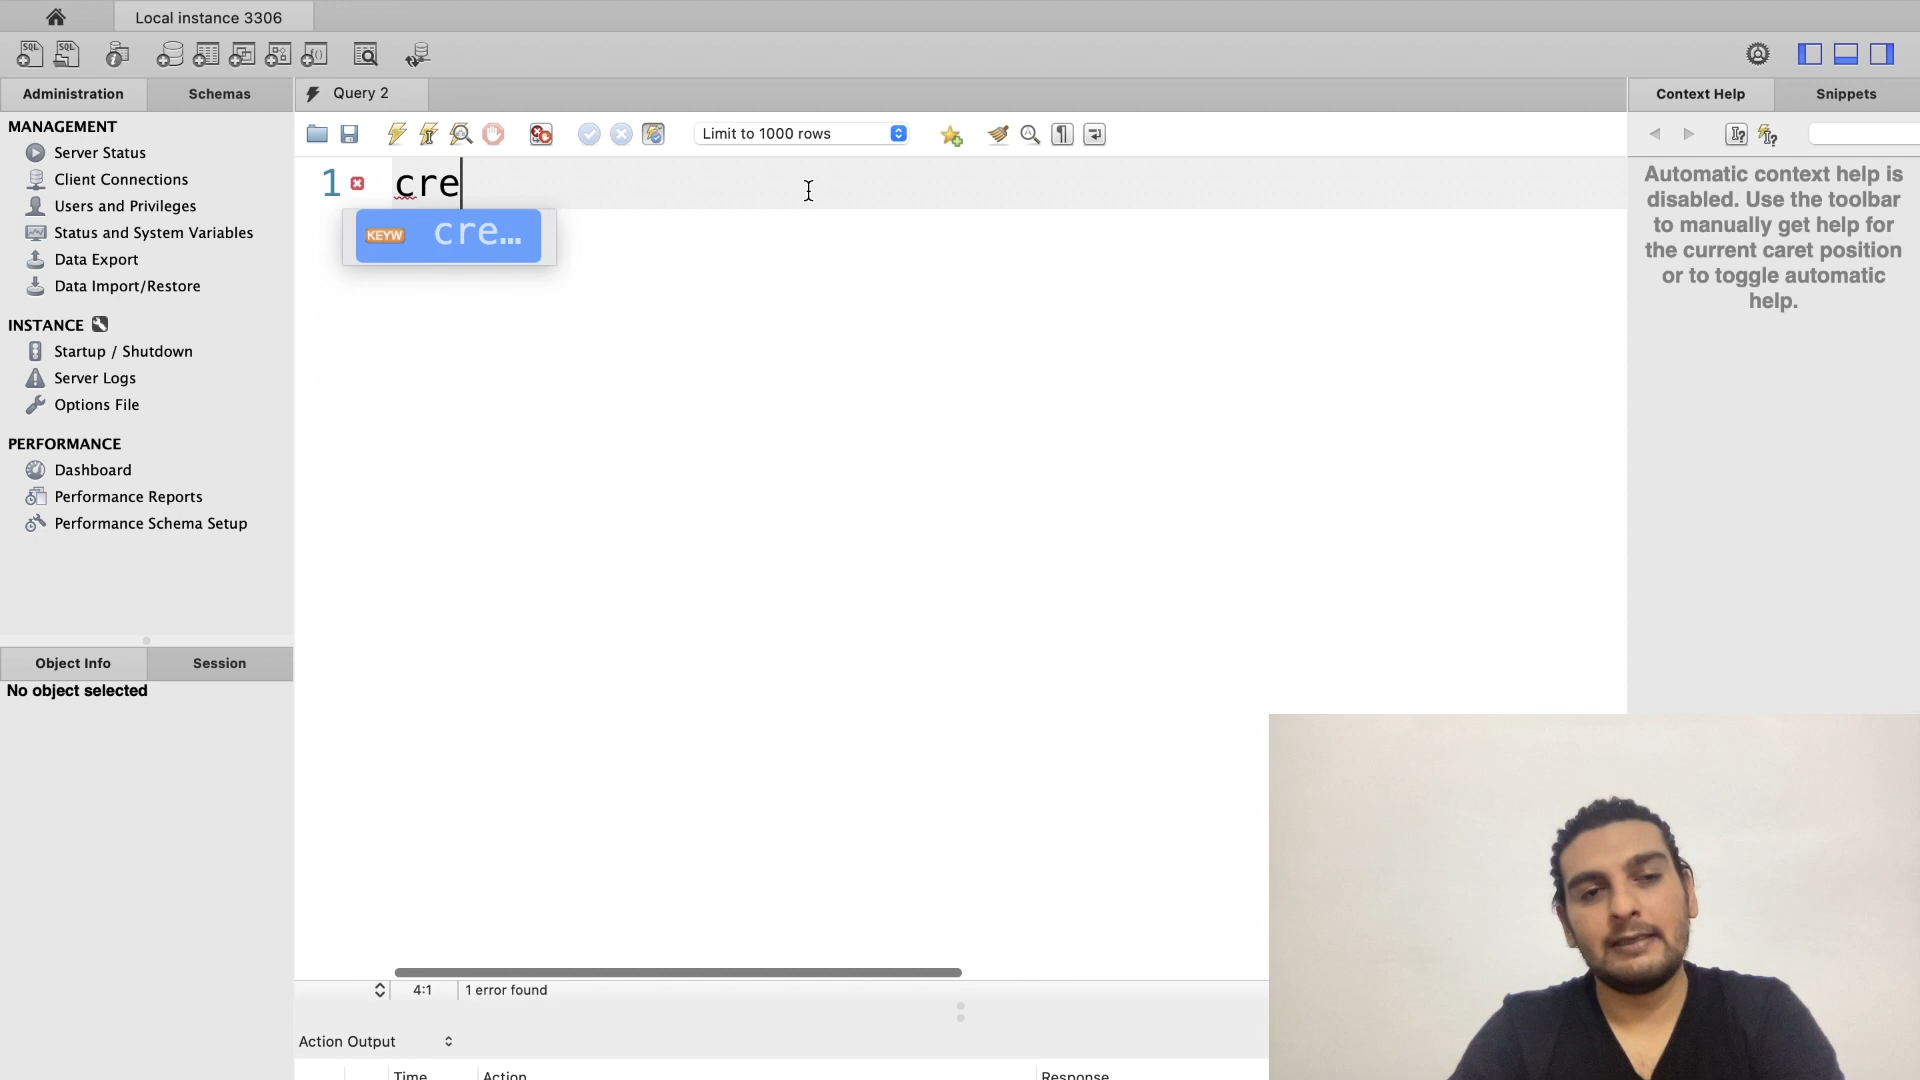 Local instance 3306
SQL
SQL
Administration
Schemas
Query 2
Context Help
Snippets
Limit to 1000 rows
MANAGEMENT
Server Status
Client Connections
Users and Privileges
Status and System Variables
Data Export
Data Import/Restore
INSTANCE
Startup / Shutdown
Server Logs
Options File
PERFORMANCE
Dashboard
Performance Reports
Performance Schema Setup
1 cre
KEYW cre...
Automatic context help is
disabled. Use the toolbar
to manually get help for
the current caret position
or to toggle automatic
help.
Object Info
Session
No object selected
4:1
1 error found
Action Output
Time
Action
Response